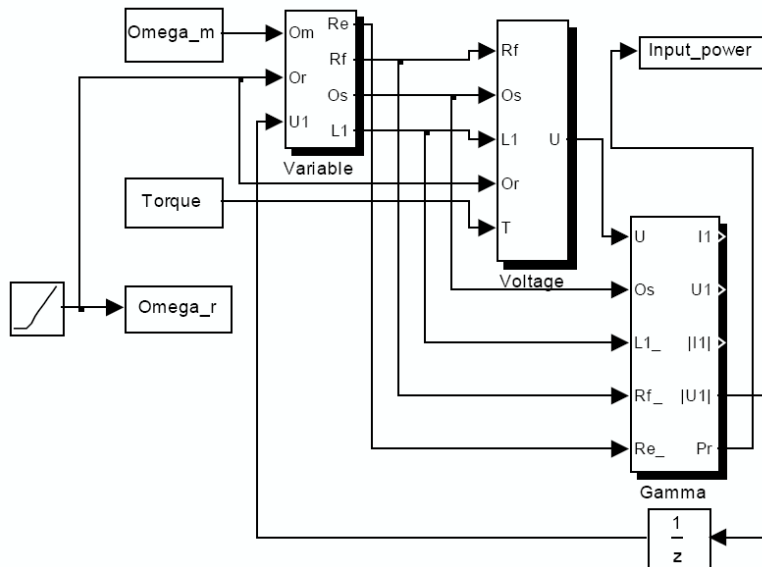 Omega_m
Om
Or
U1
Re
Rf
Os
L1
Variable
Rf
Os
L1
Or
T
U
Voltage
Input_power
Torque
Omega_r
U
Os
L1_
Rf_
Re_
I1
U1
|I1|
|U1|
Pr
Gamma
1
z